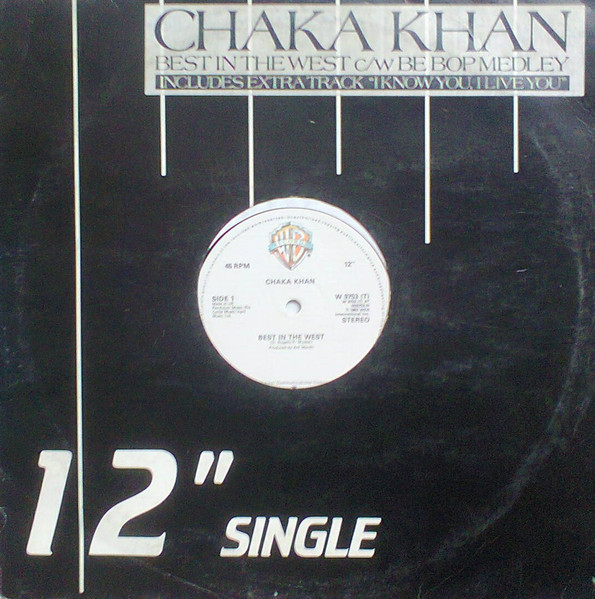 CHAKA KHAN
BEST IN THE WEST C/W BE BOP MEDLEY
INCLUDES EXTRA TRACK "I KNOW YOU, I LIVE YOU"
45 RPM
12"
CHAKA KHAN
SIDE 1
W 9753 (T)
STEREO
BEST IN THE WEST
12" SINGLE